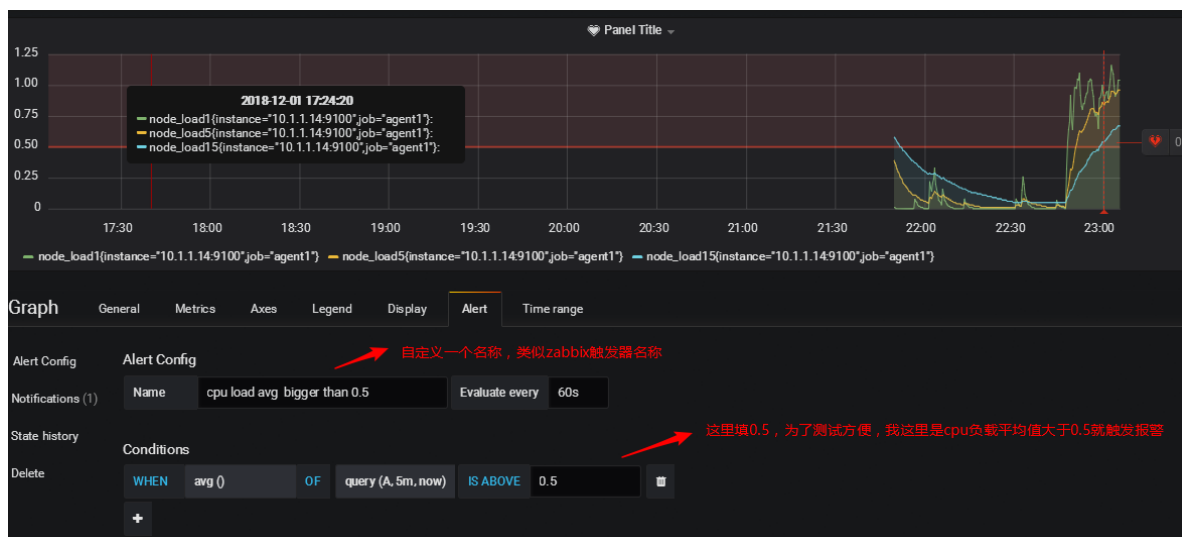 Panel Title
1.25
1.00
0.75
0.50
0.25
0
2018-12-01 17:24:20
node_load1{instance="10.1.1.14:9100",job="agent1"}:
node_load5{instance="10.1.1.14:9100",job="agent1"}:
node_load15{instance="10.1.1.14:9100",job="agent1"}:
0
17:30 18:00 18:30 19:00 19:30 20:00 20:30 21:00 21:30 22:00 22:30 23:00
node_load1{instance="10.1.1.14:9100",job="agent1"} node_load5{instance="10.1.1.14:9100",job="agent1"} node_load15{instance="10.1.1.14:9100",job="agent1"}
Graph General Metrics Axes Legend Display Alert Time range
自定义一个名称，类似zabbix触发器名称
Alert Config
Notifications (1)
State history
Delete
Alert Config
Name cpu load avg bigger than 0.5 Evaluate every 60s
这里填0.5，为了测试方便，我这里是cpu负载平均值大于0.5就触发报警
Conditions
WHEN avg () OF query (A, 5m, now) IS ABOVE 0.5